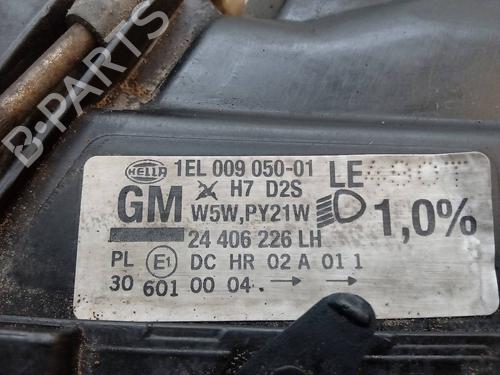 B-PARTS
HELLA 1EL 009 050-01 LE
GM H7 D2S
W5W,PY21W 1,0%
24 406 226 LH
PL E1 DC HR 02 A 01 1
30 601 00 04. → →